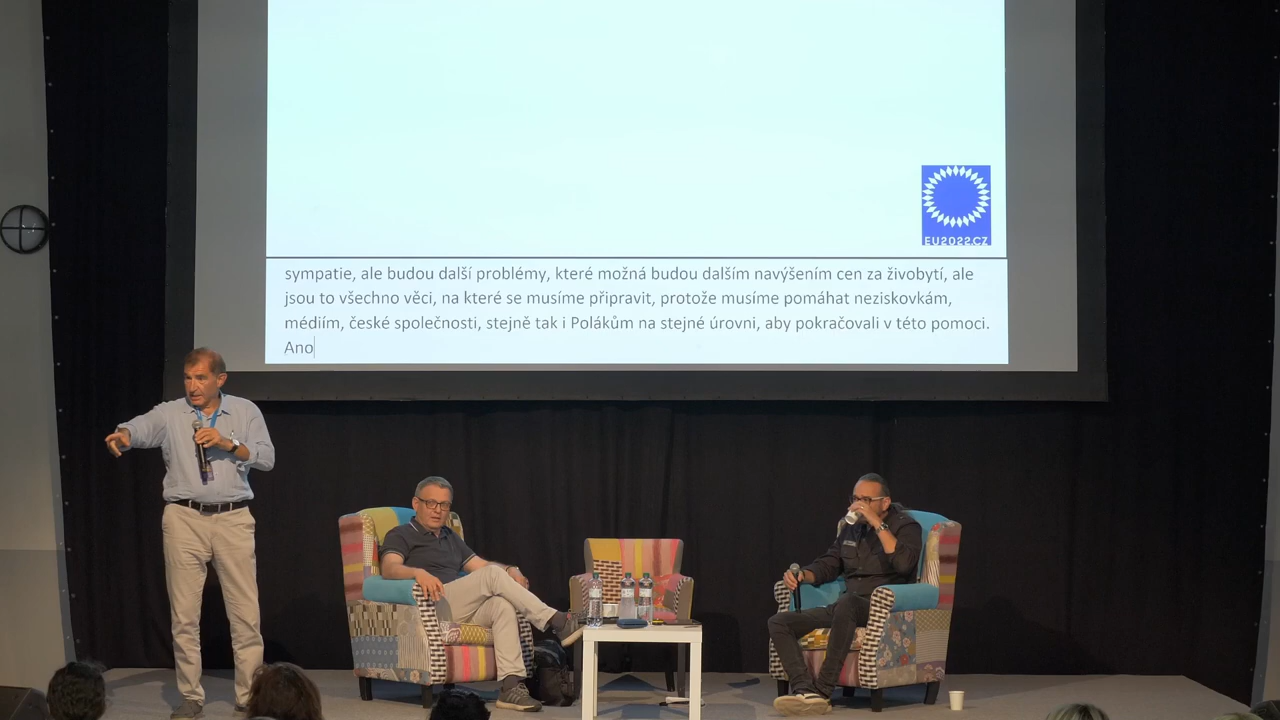 EU2022.CZ
sympatie, ale budou další problémy, které možná budou dalším navýšením cen za živobytí, ale
jsou to všechno věci, na které se musíme připravit, protože musíme pomáhat neziskovkám,
médiím, české společnosti, stejně tak i Polákům na stejné úrovni, aby pokračovali v této pomoci.
Ano